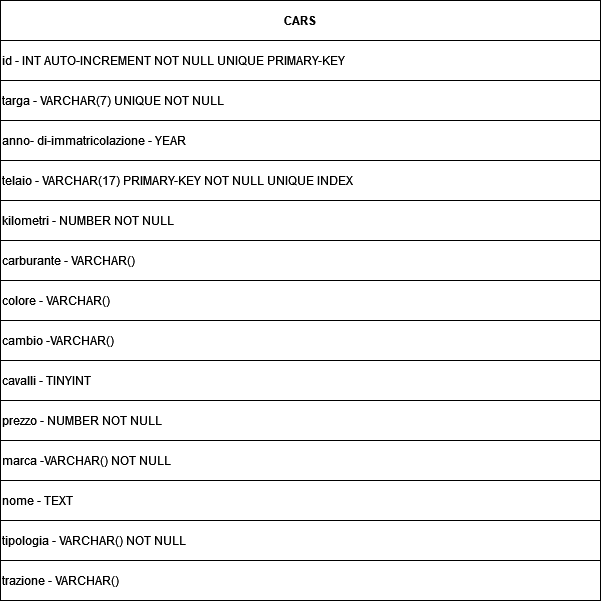 CARS
id - INT AUTO-INCREMENT NOT NULL UNIQUE PRIMARY-KEY
targa - VARCHAR(7) UNIQUE NOT NULL
anno- di-immatricolazione - YEAR
telaio - VARCHAR(17) PRIMARY-KEY NOT NULL UNIQUE INDEX
kilometri - NUMBER NOT NULL
carburante - VARCHAR()
colore - VARCHAR()
cambio -VARCHAR()
cavalli - TINYINT
prezzo - NUMBER NOT NULL
marca -VARCHAR() NOT NULL
nome - TEXT
tipologia - VARCHAR() NOT NULL
trazione - VARCHAR()